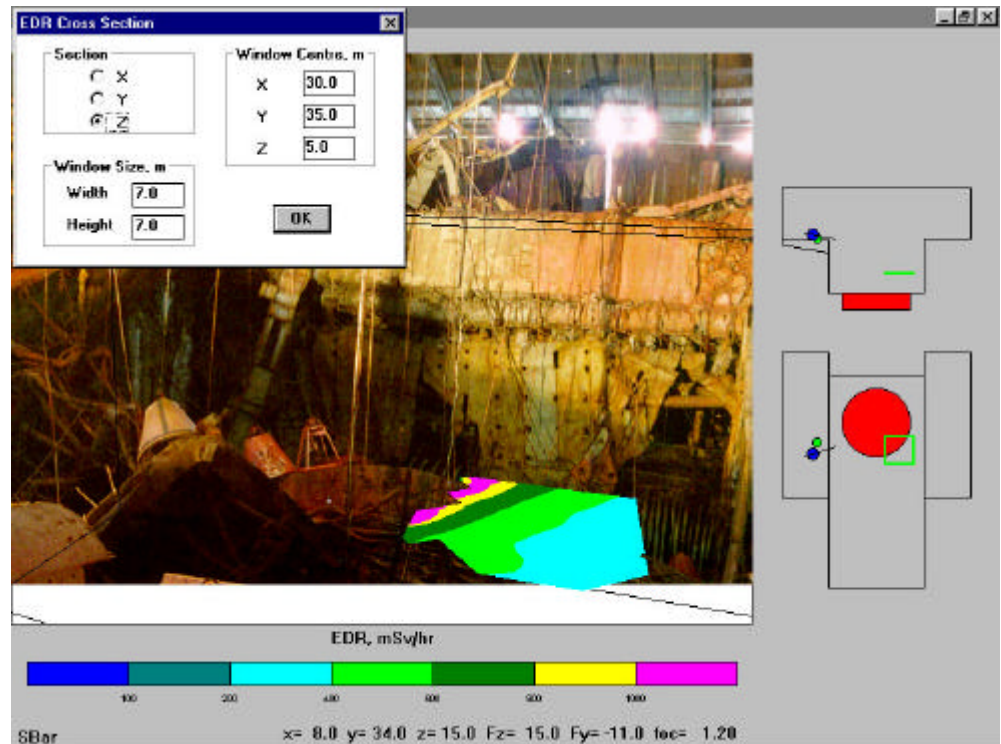 EDR Cross Section
Section
X
Y
Z
Window Centre, m
X 30.0
Y 35.0
Z 5.0
Window Size, m
Width 7.0
Height 7.0
OK
EDR, mSv/hr
100 200 400 600 800 1000
SBar
x= 8.0 y= 34.0 z= 15.0 Fz= 15.0 Fy= -11.0 foc= 1.20